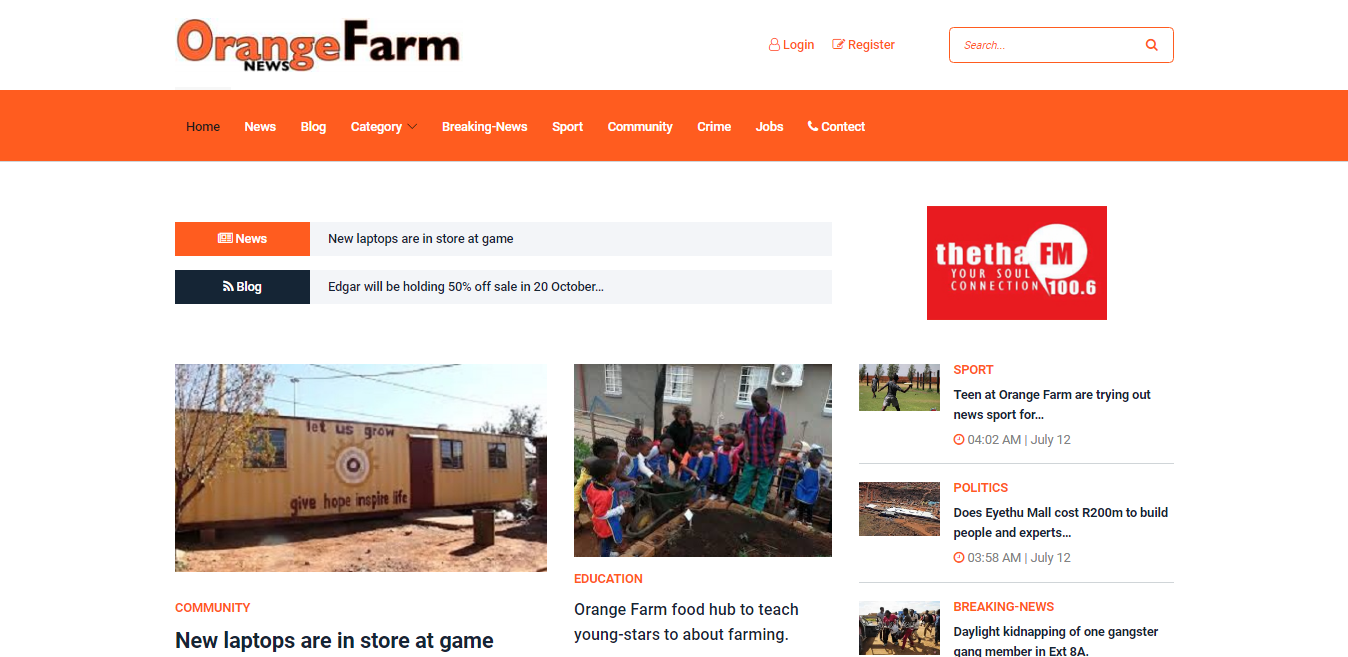 OrangeFarm
NEWS
Login
Register
Search...
Home
News
Blog
Category
Breaking-News
Sport
Community
Crime
Jobs
Contect
News
New laptops are in store at game
Blog
Edgar will be holding 50% off sale in 20 October...
thetha FM
YOUR SOUL
CONNECTION
100.6
let us grow
give hope inspire life
COMMUNITY
New laptops are in store at game
EDUCATION
Orange Farm food hub to teach
young-stars to about farming.
SPORT
Teen at Orange Farm are trying out
news sport for...
04:02 AM | July 12
POLITICS
Does Eyethu Mall cost R200m to build
people and experts...
03:58 AM | July 12
BREAKING-NEWS
Daylight kidnapping of one gangster
gang member in Ext 8A.